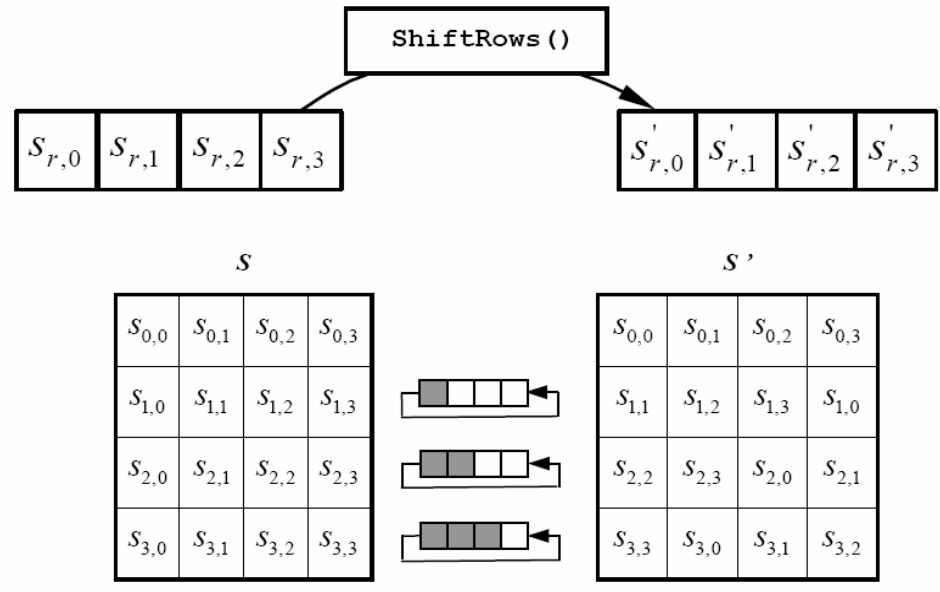 ShiftRows()
S_{r,0} S_{r,1} S_{r,2} S_{r,3} S'_{r,0} S'_{r,1} S'_{r,2} S'_{r,3}
S S'
S_{0,0} S_{0,1} S_{0,2} S_{0,3} S_{0,0} S_{0,1} S_{0,2} S_{0,3}
S_{1,0} S_{1,1} S_{1,2} S_{1,3} S_{1,1} S_{1,2} S_{1,3} S_{1,0}
S_{2,0} S_{2,1} S_{2,2} S_{2,3} S_{2,2} S_{2,3} S_{2,0} S_{2,1}
S_{3,0} S_{3,1} S_{3,2} S_{3,3} S_{3,3} S_{3,0} S_{3,1} S_{3,2}